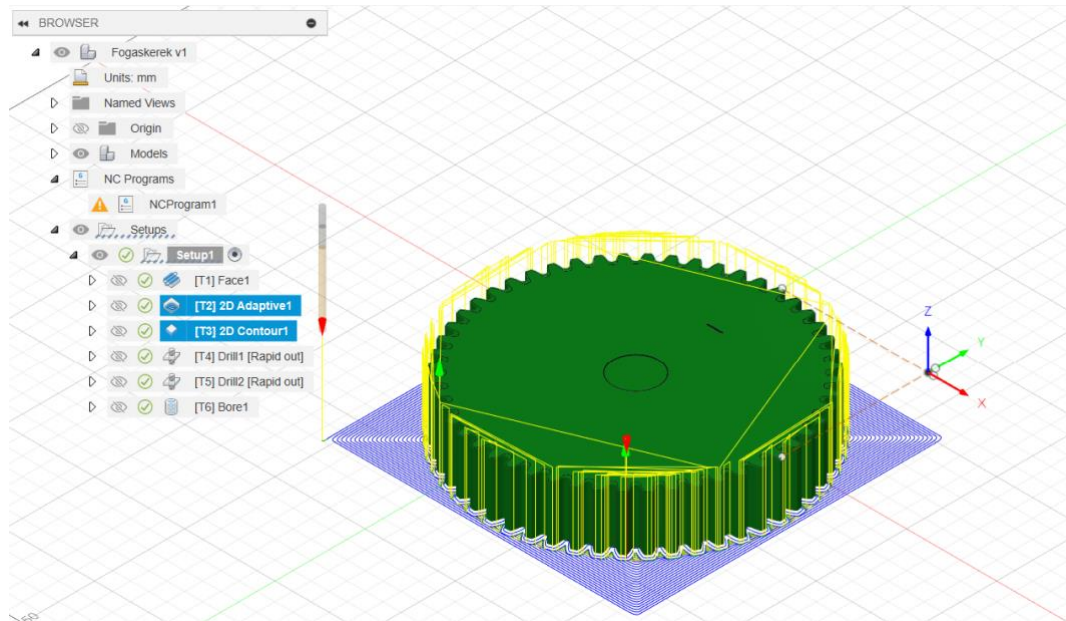 BROWSER
Fogaskerek v1
Units: mm
Named Views
Origin
Models
NC Programs
NCProgram1
Setups
Setup1
[T1] Face1
[T2] 2D Adaptive1
[T3] 2D Contour1
[T4] Drill1 [Rapid out]
[T5] Drill2 [Rapid out]
[T6] Bore1
Z
Y
X
50